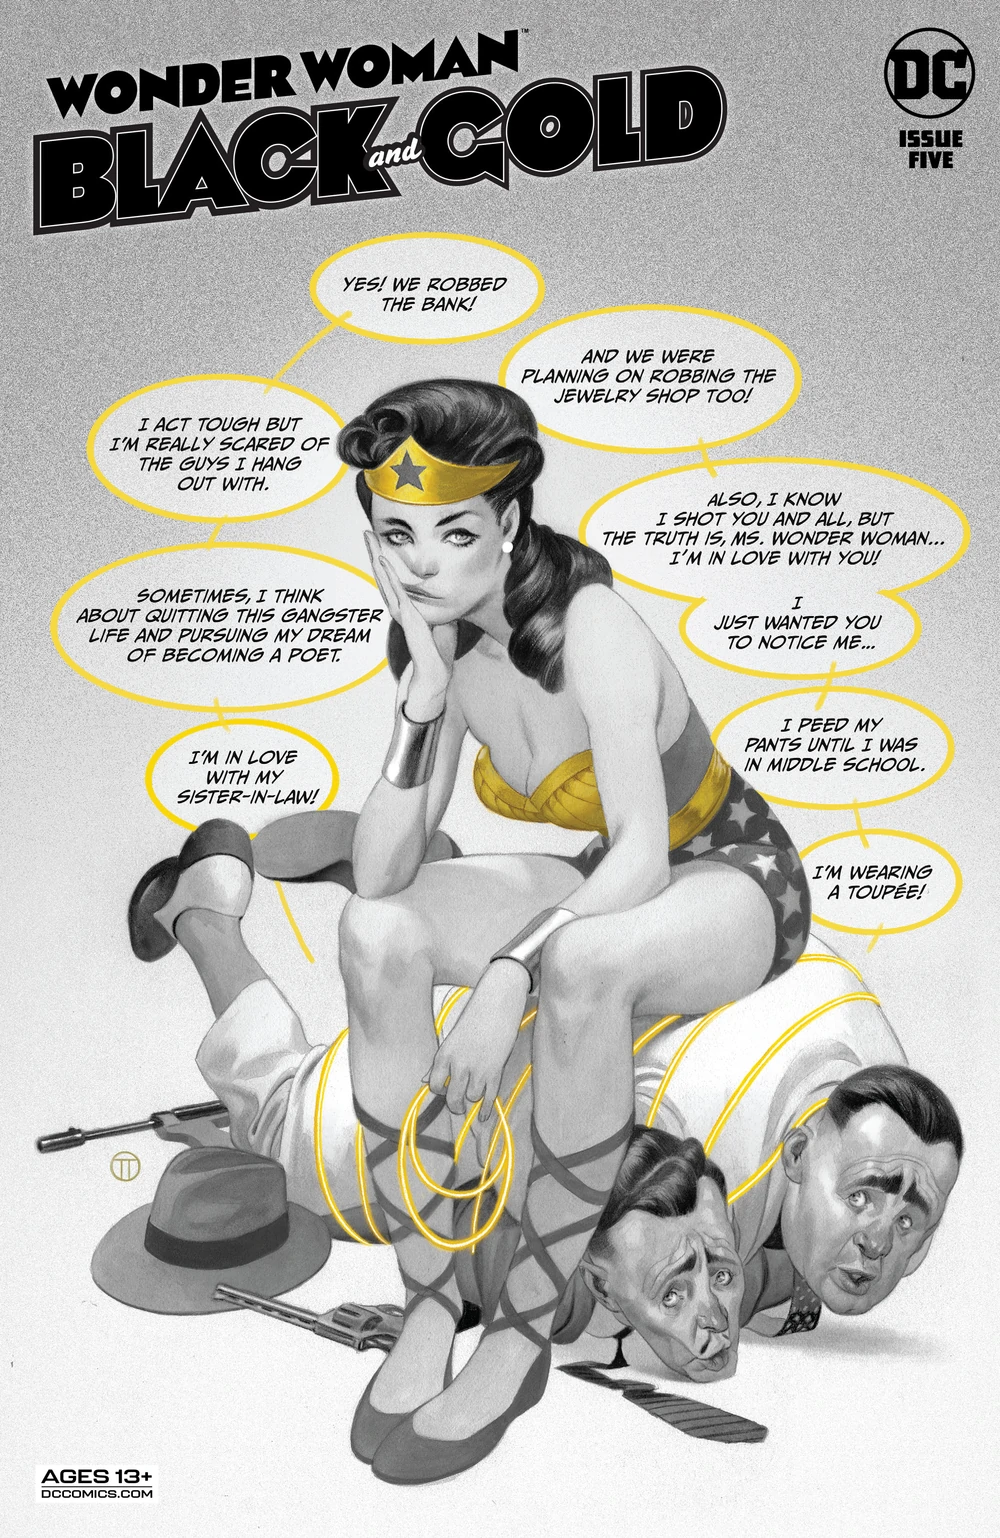 WONDER WOMAN™
BLACK and GOLD
DC
ISSUE
FIVE
YES! WE ROBBED
THE BANK!
AND WE WERE
PLANNING ON ROBBING THE
JEWELRY SHOP TOO!
I ACT TOUGH BUT
I'M REALLY SCARED OF
THE GUYS I HANG
OUT WITH.
ALSO, I KNOW
I SHOT YOU AND ALL, BUT
THE TRUTH IS, MS. WONDER WOMAN...
I'M IN LOVE WITH YOU!
I
JUST WANTED YOU
TO NOTICE ME...
SOMETIMES, I THINK
ABOUT QUITTING THIS GANGSTER
LIFE AND PURSUING MY DREAM
OF BECOMING A POET.
I PEED MY
PANTS UNTIL I WAS
IN MIDDLE SCHOOL.
I'M IN LOVE
WITH MY
SISTER-IN-LAW!
I'M WEARING
A TOUPÉE!
AGES 13+
DCCOMICS.COM